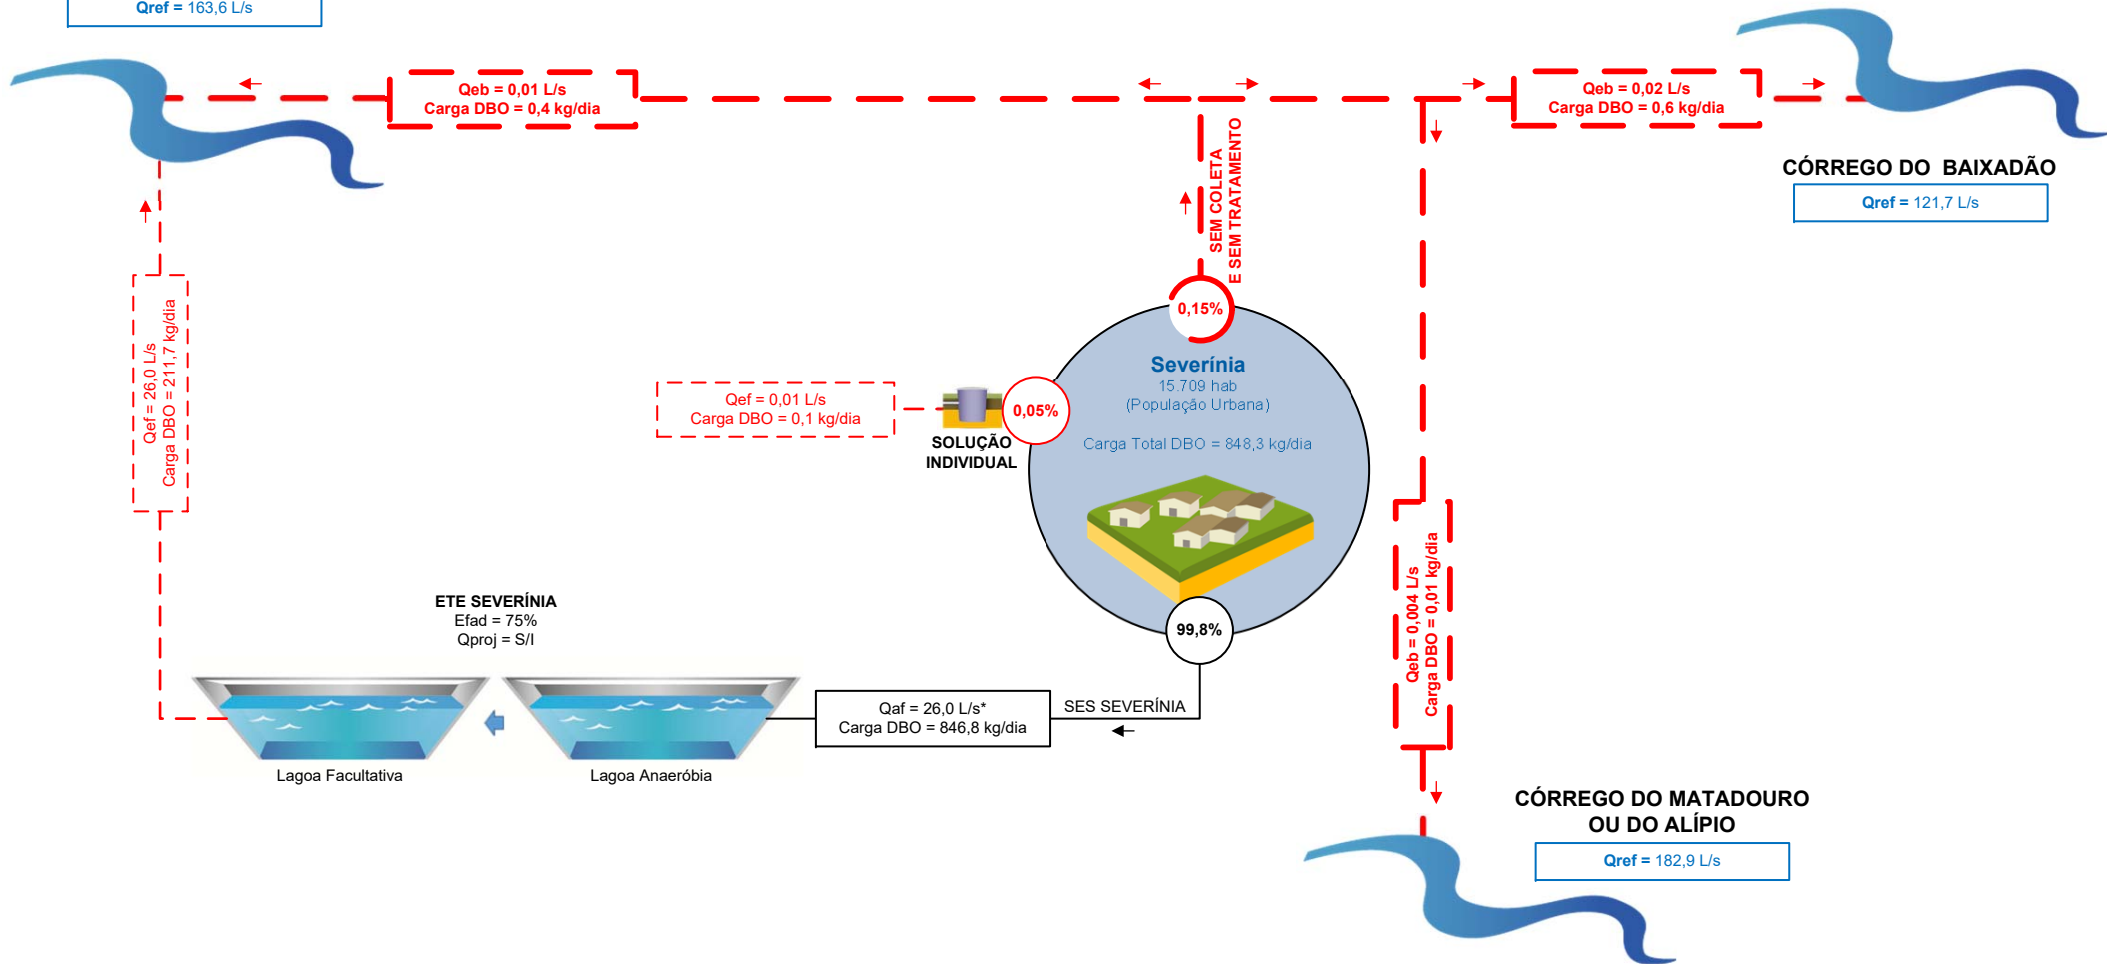 Qref = 163,6 L/s
Qeb = 0,01 L/s
Carga DBO = 0,4 kg/dia
Qeb = 0,02 L/s
Carga DBO = 0,6 kg/dia
CÓRREGO DO BAIXADÃO
Qref = 121,7 L/s
SEM COLETA
E SEM TRATAMENTO
Qef = 26,0 L/s
Carga DBO = 211,7 kg/dia
0,15%
Severínia
15.709 hab
(População Urbana)
Carga Total DBO = 848,3 kg/dia
Qef = 0,01 L/s
Carga DBO = 0,1 kg/dia
0,05%
SOLUÇÃO
INDIVIDUAL
Qeb = 0,004 L/s
Carga DBO = 0,01 kg/dia
ETE SEVERÍNIA
Efad = 75%
Qproj = S/I
99,8%
Qaf = 26,0 L/s*
Carga DBO = 846,8 kg/dia
SES SEVERÍNIA
Lagoa Facultativa
Lagoa Anaeróbia
CÓRREGO DO MATADOURO
OU DO ALÍPIO
Qref = 182,9 L/s